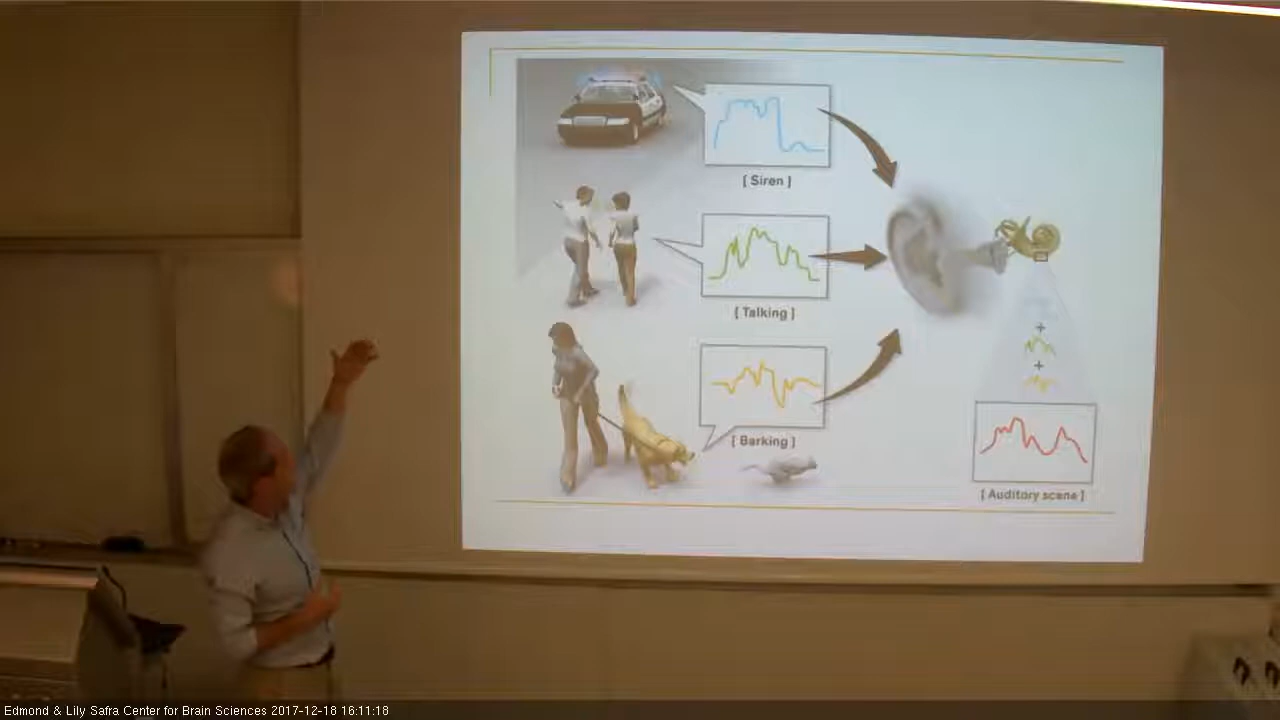 [ Siren ]
[ Talking ]
[ Barking ]
+
+
[ Auditory scene ]
Edmond & Lily Safra Center for Brain Sciences 2017-12-18 16:11:18